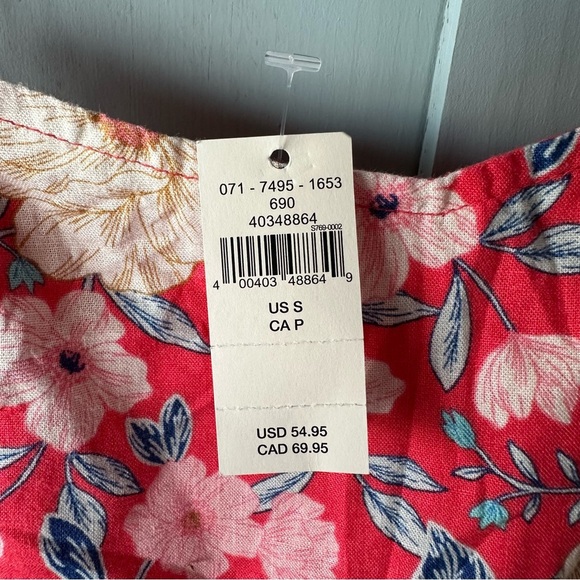 071 - 7495 - 1653
690
40348864
S769-0002
4 00403 48864 9
US S
CA P
USD 54.95
CAD 69.95